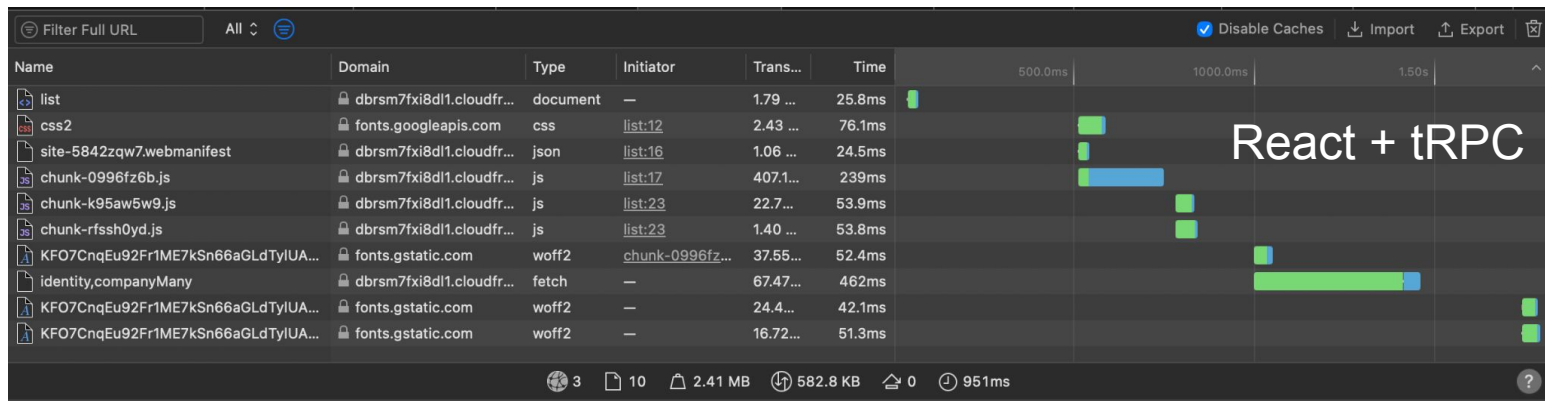 Filter Full URL All Disable Caches Import Export
Name Domain Type Initiator Trans... Time 500.0ms 1000.0ms 1.50s
list dbrsm7fxi8dl1.cloudfr... document — 1.79 ... 25.8ms
css2 fonts.googleapis.com css list:12 2.43 ... 76.1ms
site-5842zqw7.webmanifest dbrsm7fxi8dl1.cloudfr... json list:16 1.06 ... 24.5ms
React + tRPC
chunk-0996fz6b.js dbrsm7fxi8dl1.cloudfr... js list:17 407.1... 239ms
chunk-k95aw5w9.js dbrsm7fxi8dl1.cloudfr... js list:23 22.7... 53.9ms
chunk-rfssh0yd.js dbrsm7fxi8dl1.cloudfr... js list:23 1.40 ... 53.8ms
KFO7CnqEu92Fr1ME7kSn66aGLdTylUA... fonts.gstatic.com woff2 chunk-0996fz... 37.55... 52.4ms
identity,companyMany dbrsm7fxi8dl1.cloudfr... fetch — 67.47... 462ms
KFO7CnqEu92Fr1ME7kSn66aGLdTylUA... fonts.gstatic.com woff2 — 24.4... 42.1ms
KFO7CnqEu92Fr1ME7kSn66aGLdTylUA... fonts.gstatic.com woff2 — 16.72... 51.3ms
3 10 2.41 MB 582.8 KB 0 951ms ?